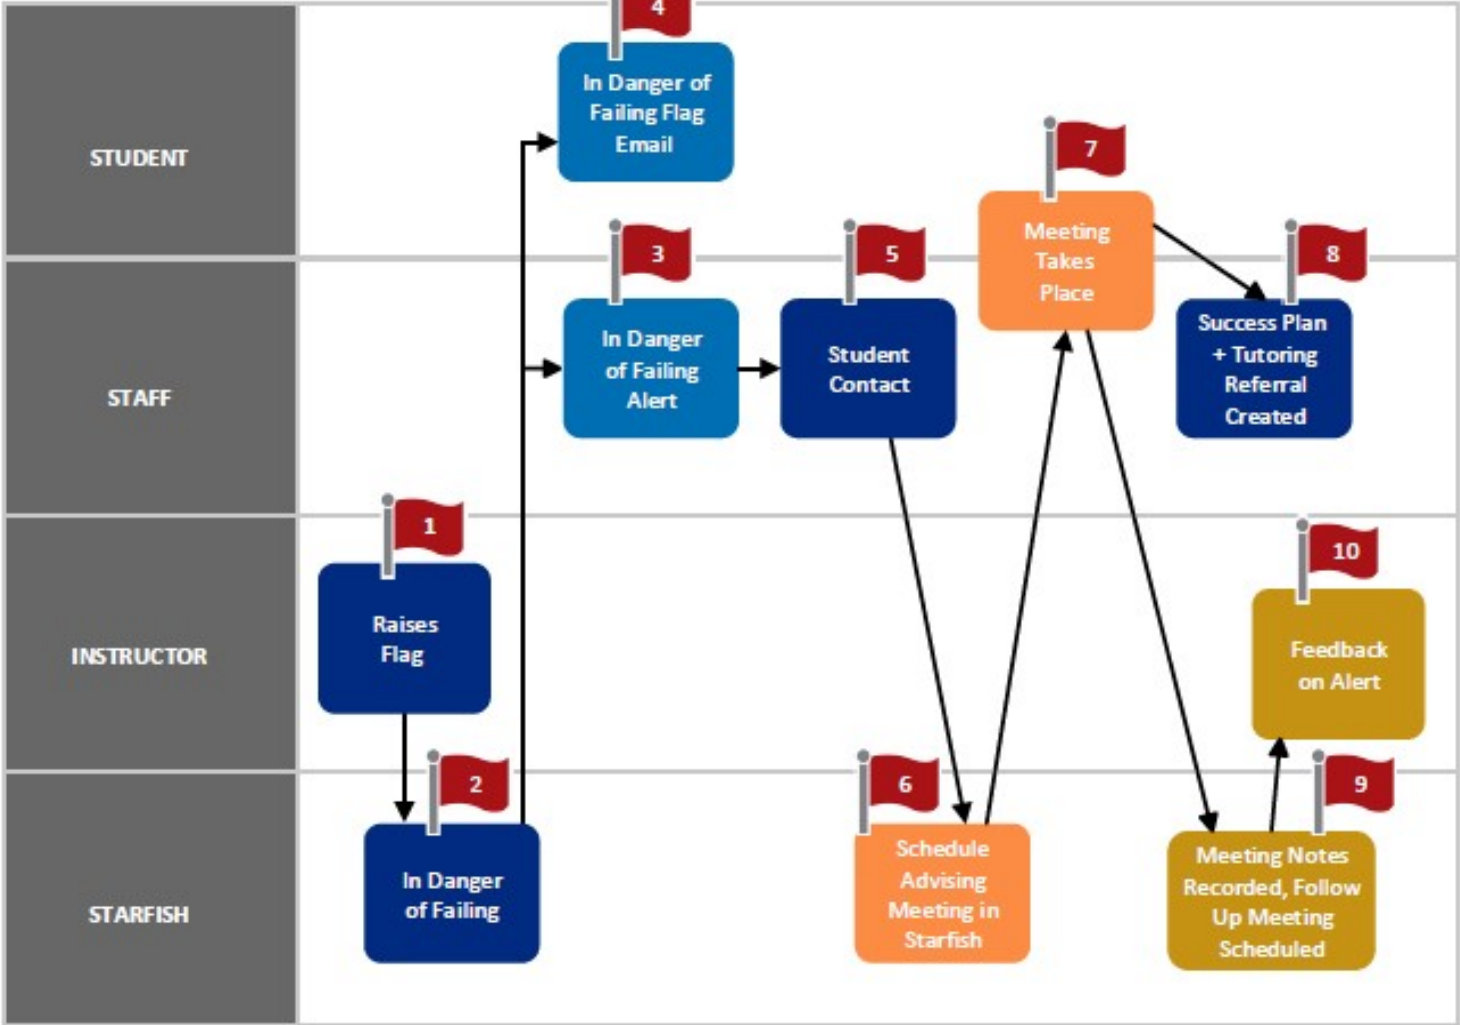 4
In Danger of
Failing Flag
Email
STUDENT
7
Meeting
Takes
Place
3
5
8
In Danger
of Failing
Alert
Student
Contact
Success Plan
+ Tutoring
Referral
Created
STAFF
1
Raises
Flag
10
Feedback
on Alert
INSTRUCTOR
2
In Danger
of Failing
6
Schedule
Advising
Meeting in
Starfish
9
Meeting Notes
Recorded, Follow
Up Meeting
Scheduled
STARFISH